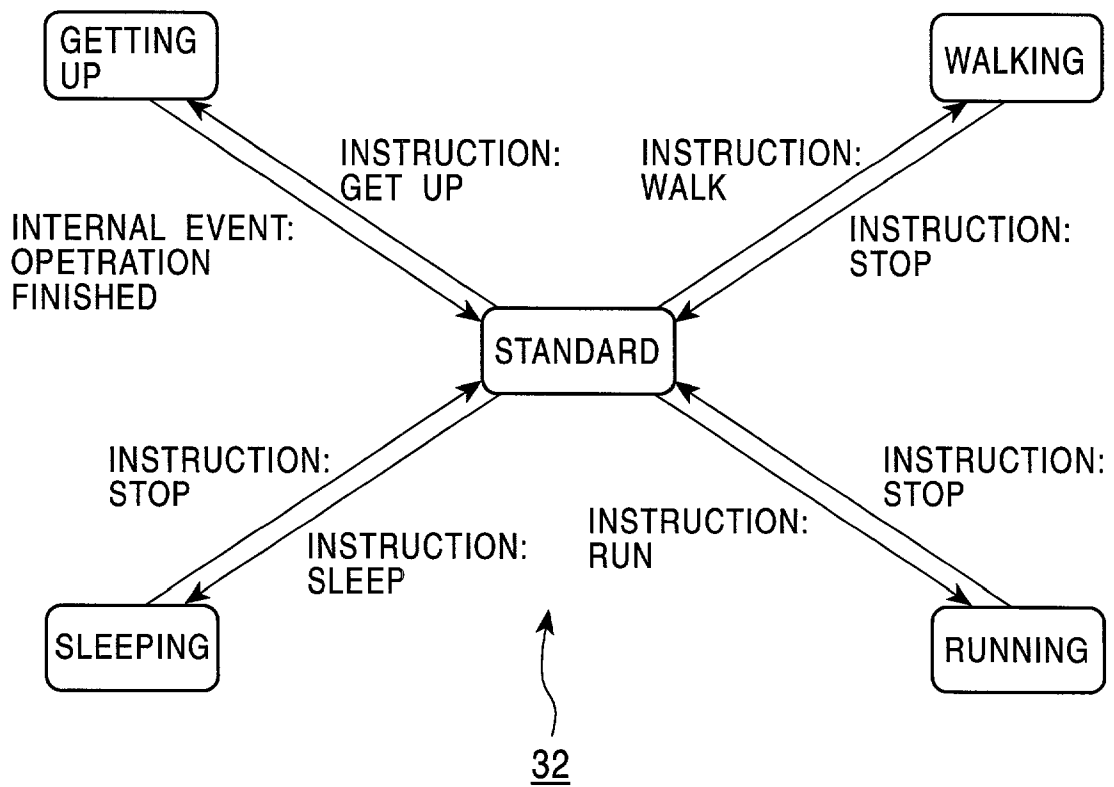 GETTING
UP
WALKING
INSTRUCTION:
GET UP
INSTRUCTION:
WALK
INTERNAL EVENT:
OPETRATION
FINISHED
INSTRUCTION:
STOP
STANDARD
INSTRUCTION:
STOP
INSTRUCTION:
SLEEP
INSTRUCTION:
RUN
INSTRUCTION:
STOP
SLEEPING
RUNNING
32